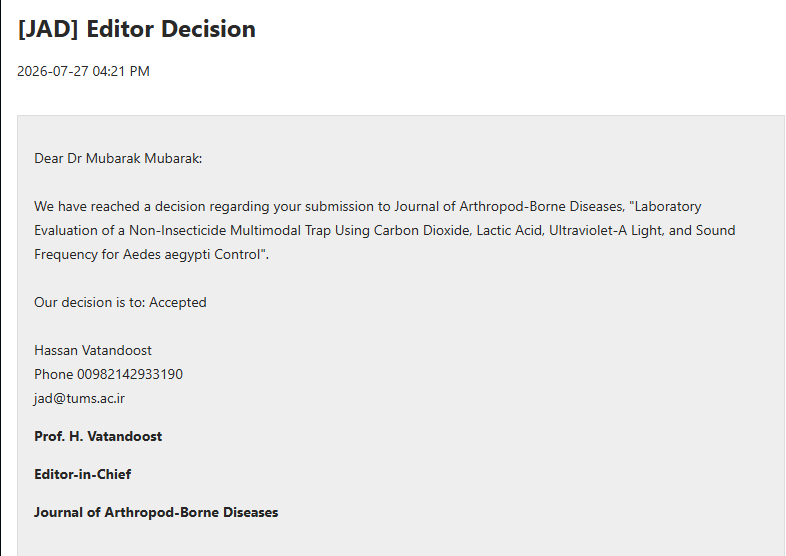 [JAD] Editor Decision
2026-07-27 04:21 PM
Dear Dr Mubarak Mubarak:
We have reached a decision regarding your submission to Journal of Arthropod-Borne Diseases, "Laboratory
Evaluation of a Non-Insecticide Multimodal Trap Using Carbon Dioxide, Lactic Acid, Ultraviolet-A Light, and Sound
Frequency for Aedes aegypti Control".
Our decision is to: Accepted
Hassan Vatandoost
Phone 00982142933190
jad@tums.ac.ir
Prof. H. Vatandoost
Editor-in-Chief
Journal of Arthropod-Borne Diseases